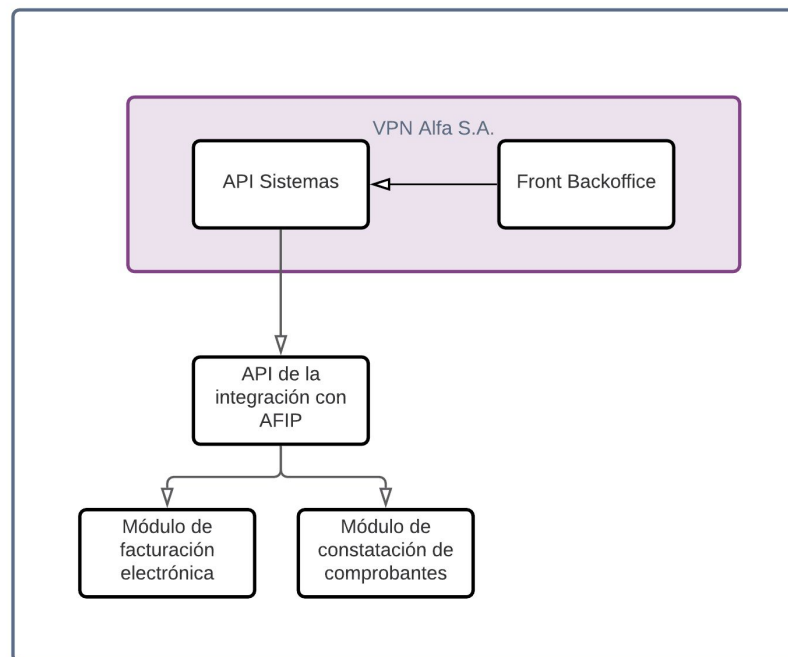 VPN Alfa S.A.
API Sistemas
Front Backoffice
API de la
integración con
AFIP
Módulo de
facturación
electrónica
Módulo de
constatación de
comprobantes